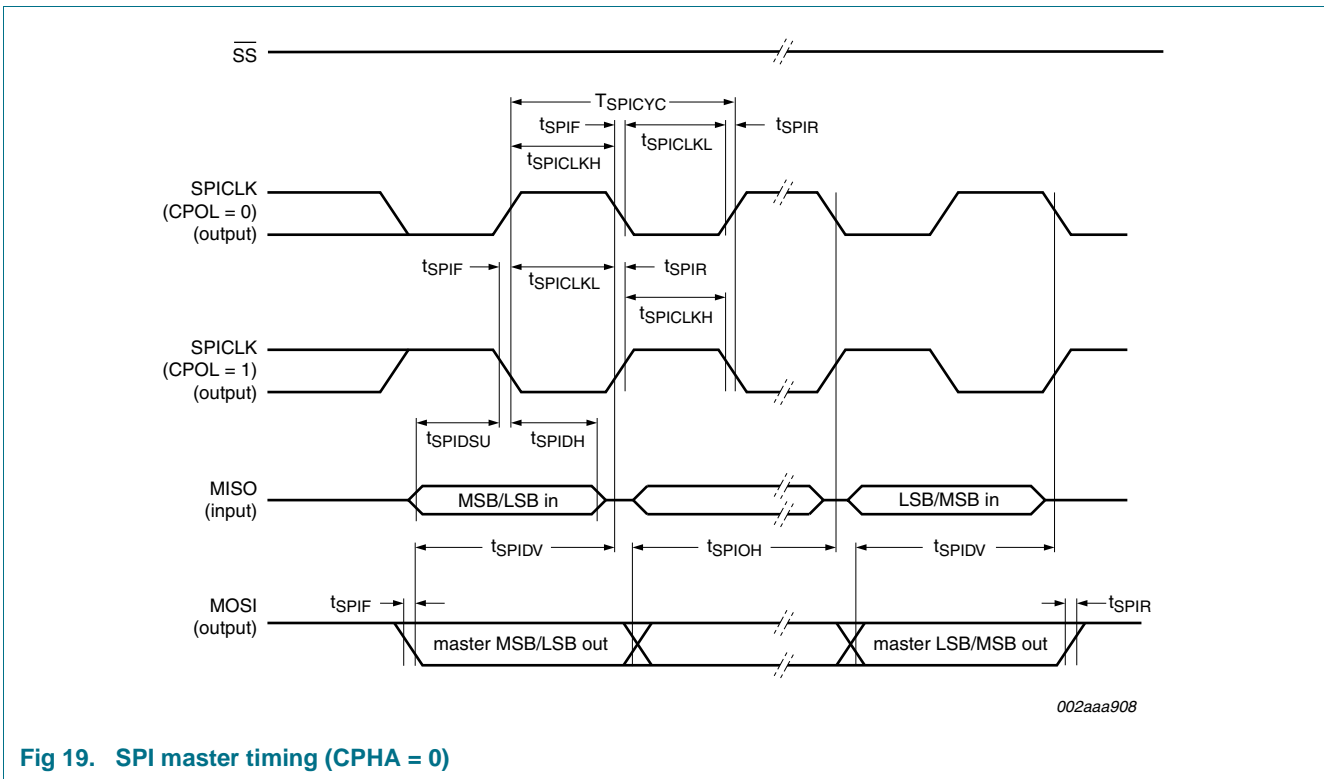 SS
TSPICYC
tSPIF
tSPICLKL
tSPIR
tSPICLKH
SPICLK
(CPOL = 0)
(output)
tSPIF
tSPICLKL
tSPIR
tSPICLKH
SPICLK
(CPOL = 1)
(output)
tSPIDSU
tSPIDH
MISO
(input)
MSB/LSB in
LSB/MSB in
tSPIDV
tSPIOH
tSPIDV
MOSI
(output)
tSPIF
tSPIR
master MSB/LSB out
master LSB/MSB out
002aaa908
Fig 19. SPI master timing (CPHA = 0)